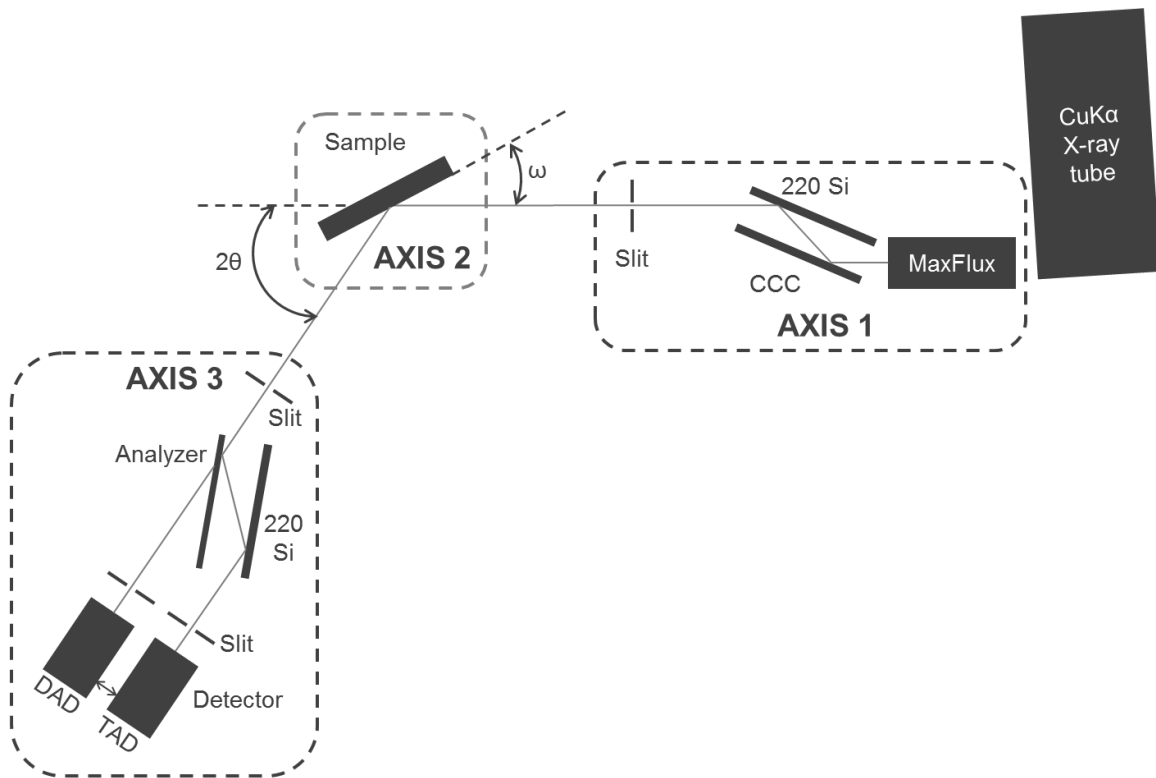 CuKα
X-ray
tube
Sample
ω
220 Si
2θ
AXIS 2
Slit
CCC
MaxFlux
AXIS 1
AXIS 3
Slit
Analyzer
220
Si
Slit
DAD
TAD
Detector